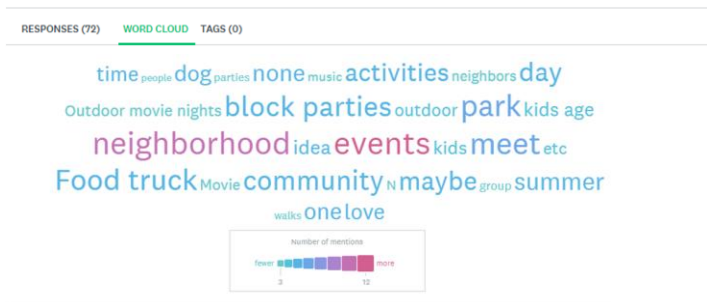 RESPONSES (72) WORD CLOUD TAGS (0)
time people dog parties none music activities neighbors day
Outdoor movie nights block parties outdoor park kids age
neighborhood idea events kids meet etc
Food truck Movie community N maybe group summer
walks one love
Number of mentions
fewer more
3 12